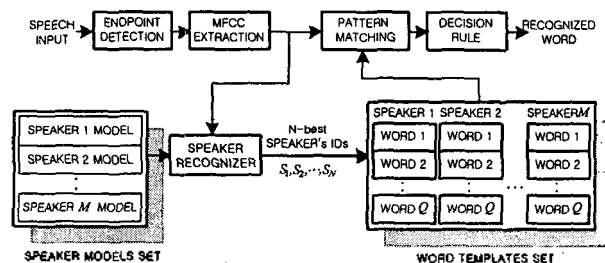 SPEECH INPUT
ENDPOINT DETECTION
MFCC EXTRACTION
PATTERN MATCHING
DECISION RULE
RECOGNIZED WORD
SPEAKER 1 MODEL
SPEAKER 2 MODEL
⋮
SPEAKER M MODEL
SPEAKER MODELS SET
SPEAKER RECOGNIZER
N-best
SPEAKER's IDs
S₁,S₂,⋯,S_N
SPEAKER 1 SPEAKER 2 SPEAKER M
WORD 1 WORD 1 WORD 1
WORD 2 WORD 2 WORD 2
⋮ ⋮ ⋯ ⋮
WORD Q WORD Q WORD Q
WORD TEMPLATES SET